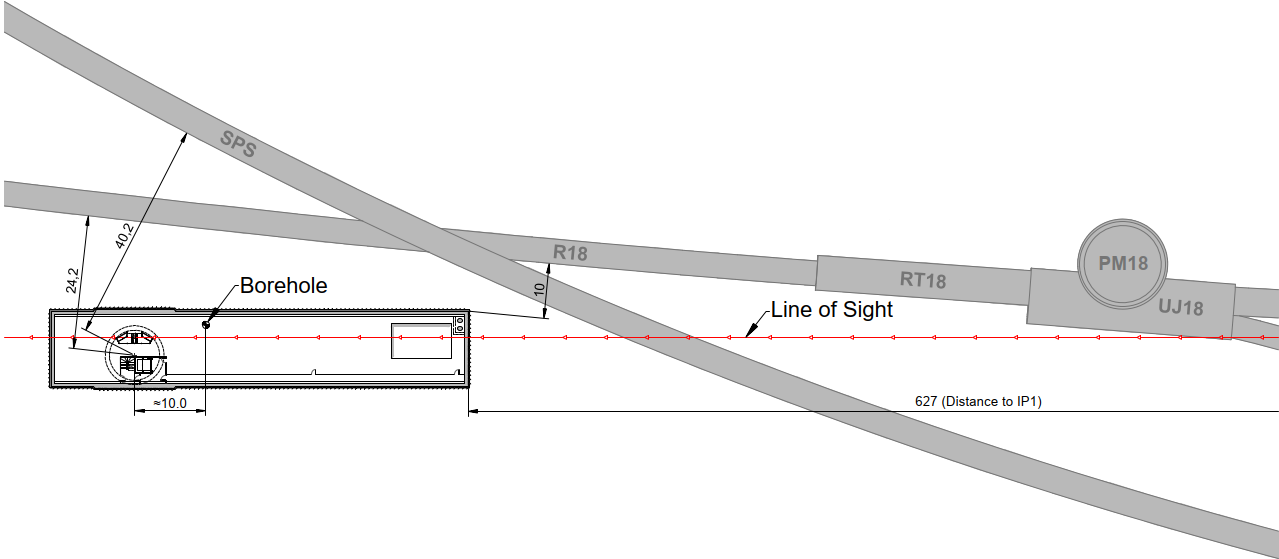 SPS
40,2
R18
PM18
RT18
24,2
Borehole
10
Line of Sight
UJ18
≈10.0
627 (Distance to IP1)